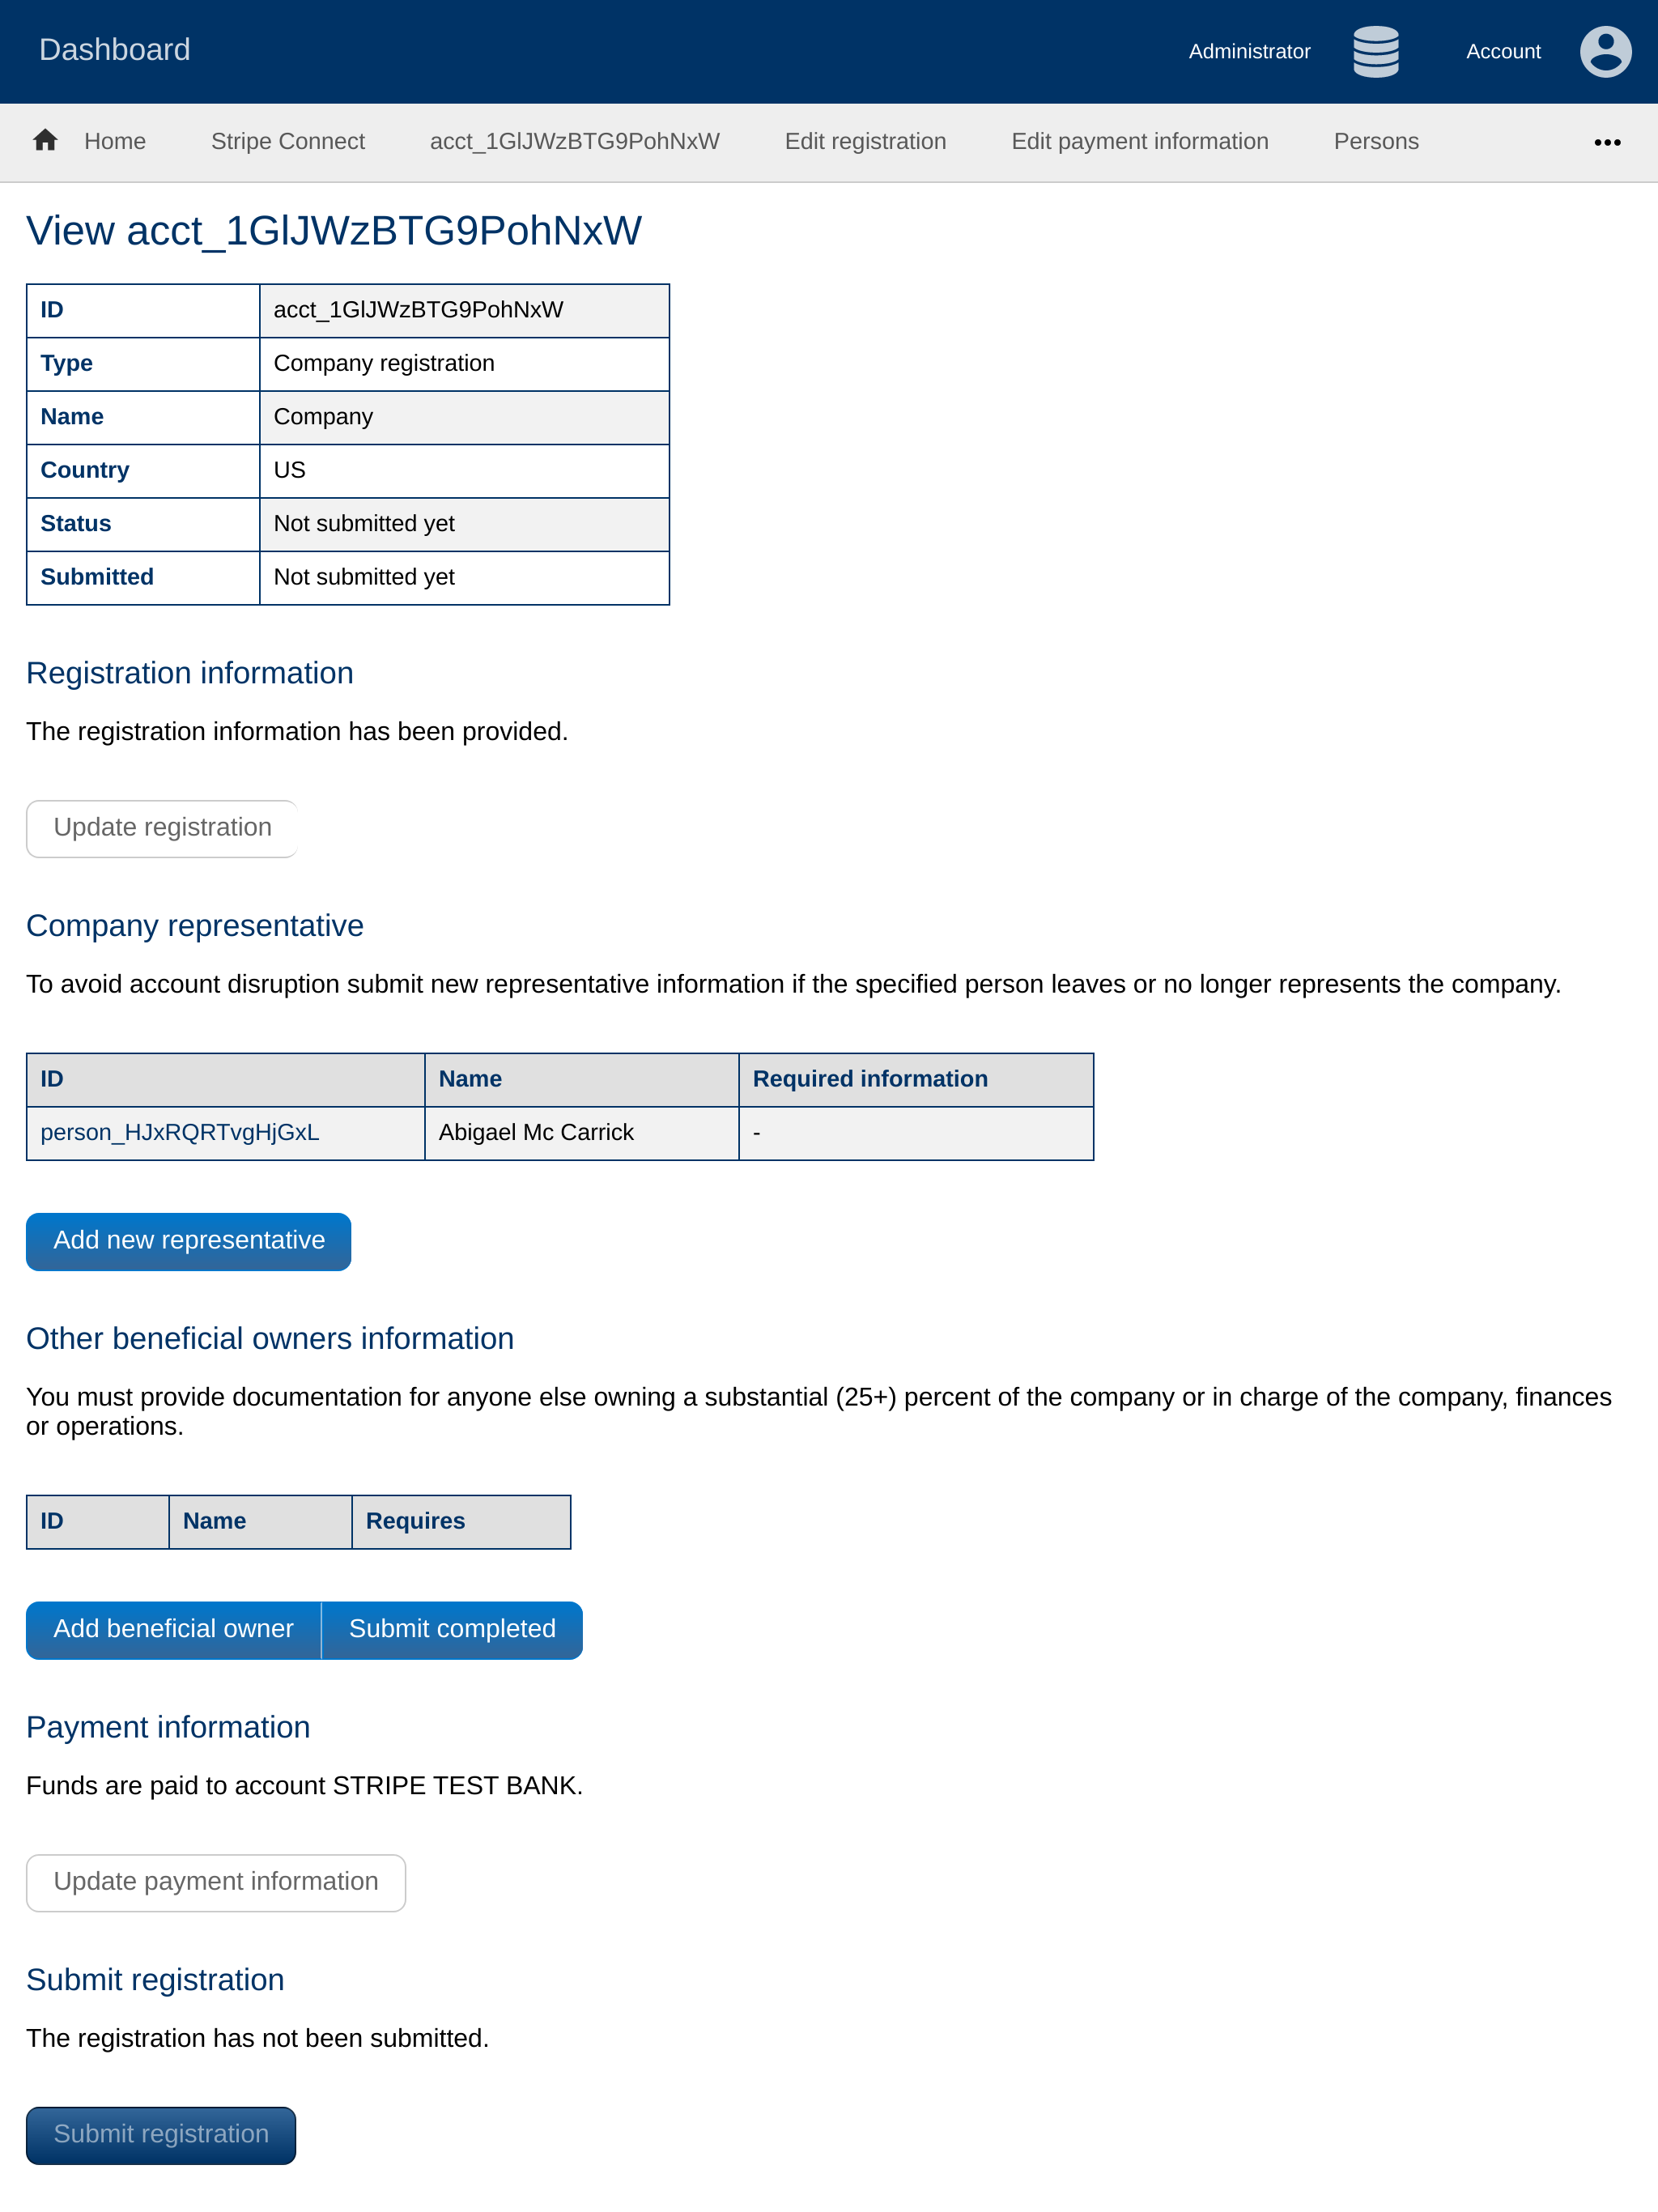 Dashboard
Administrator
Account
Home
Stripe Connect
acct_1GlJWzBTG9PohNxW
Edit registration
Edit payment information
Persons
View acct_1GlJWzBTG9PohNxW
ID acct_1GlJWzBTG9PohNxW
Type Company registration
Name Company
Country US
Status Not submitted yet
Submitted Not submitted yet
Registration information
The registration information has been provided.
Update registration
Company representative
To avoid account disruption submit new representative information if the specified person leaves or no longer represents the company.
ID Name Required information
person_HJxRQRTvgHjGxL Abigael Mc Carrick -
Add new representative
Other beneficial owners information
You must provide documentation for anyone else owning a substantial (25+) percent of the company or in charge of the company, finances
or operations.
ID Name Requires
Add beneficial owner
Submit completed
Payment information
Funds are paid to account STRIPE TEST BANK.
Update payment information
Submit registration
The registration has not been submitted.
Submit registration